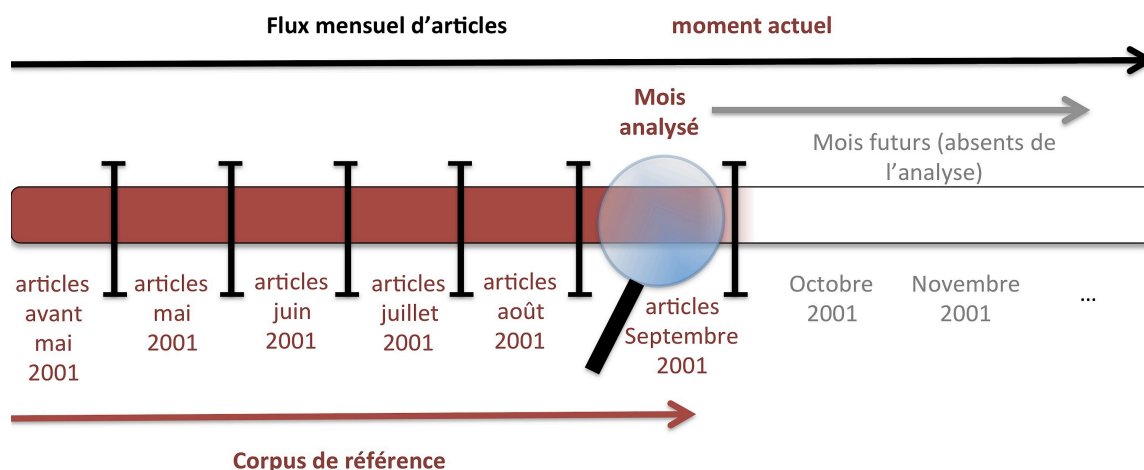 Flux mensuel d’articles
moment actuel
Mois
analysé
Mois futurs (absents de
l’analyse)
articles
avant
mai
2001
articles
mai
2001
articles
juin
2001
articles
juillet
2001
articles
août
2001
articles
Septembre
2001
Octobre
2001
Novembre
2001
...
Corpus de référence